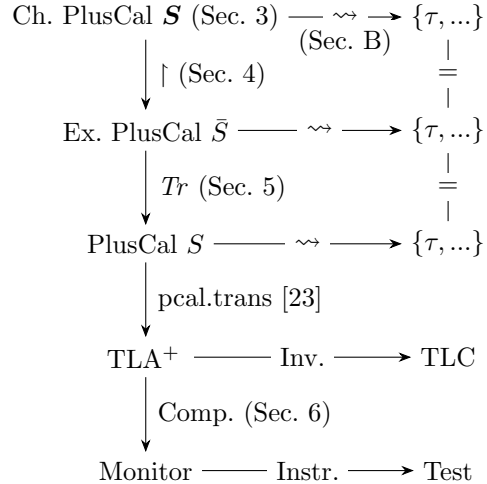 Ch. PlusCal S (Sec. 3) ⇝ {τ, ...}
(Sec. B)
↾ (Sec. 4)
=
Ex. PlusCal S̄ ⇝ {τ, ...}
Tr (Sec. 5)
=
PlusCal S ⇝ {τ, ...}
pcal.trans [23]
TLA⁺ Inv. TLC
Comp. (Sec. 6)
Monitor Instr. Test